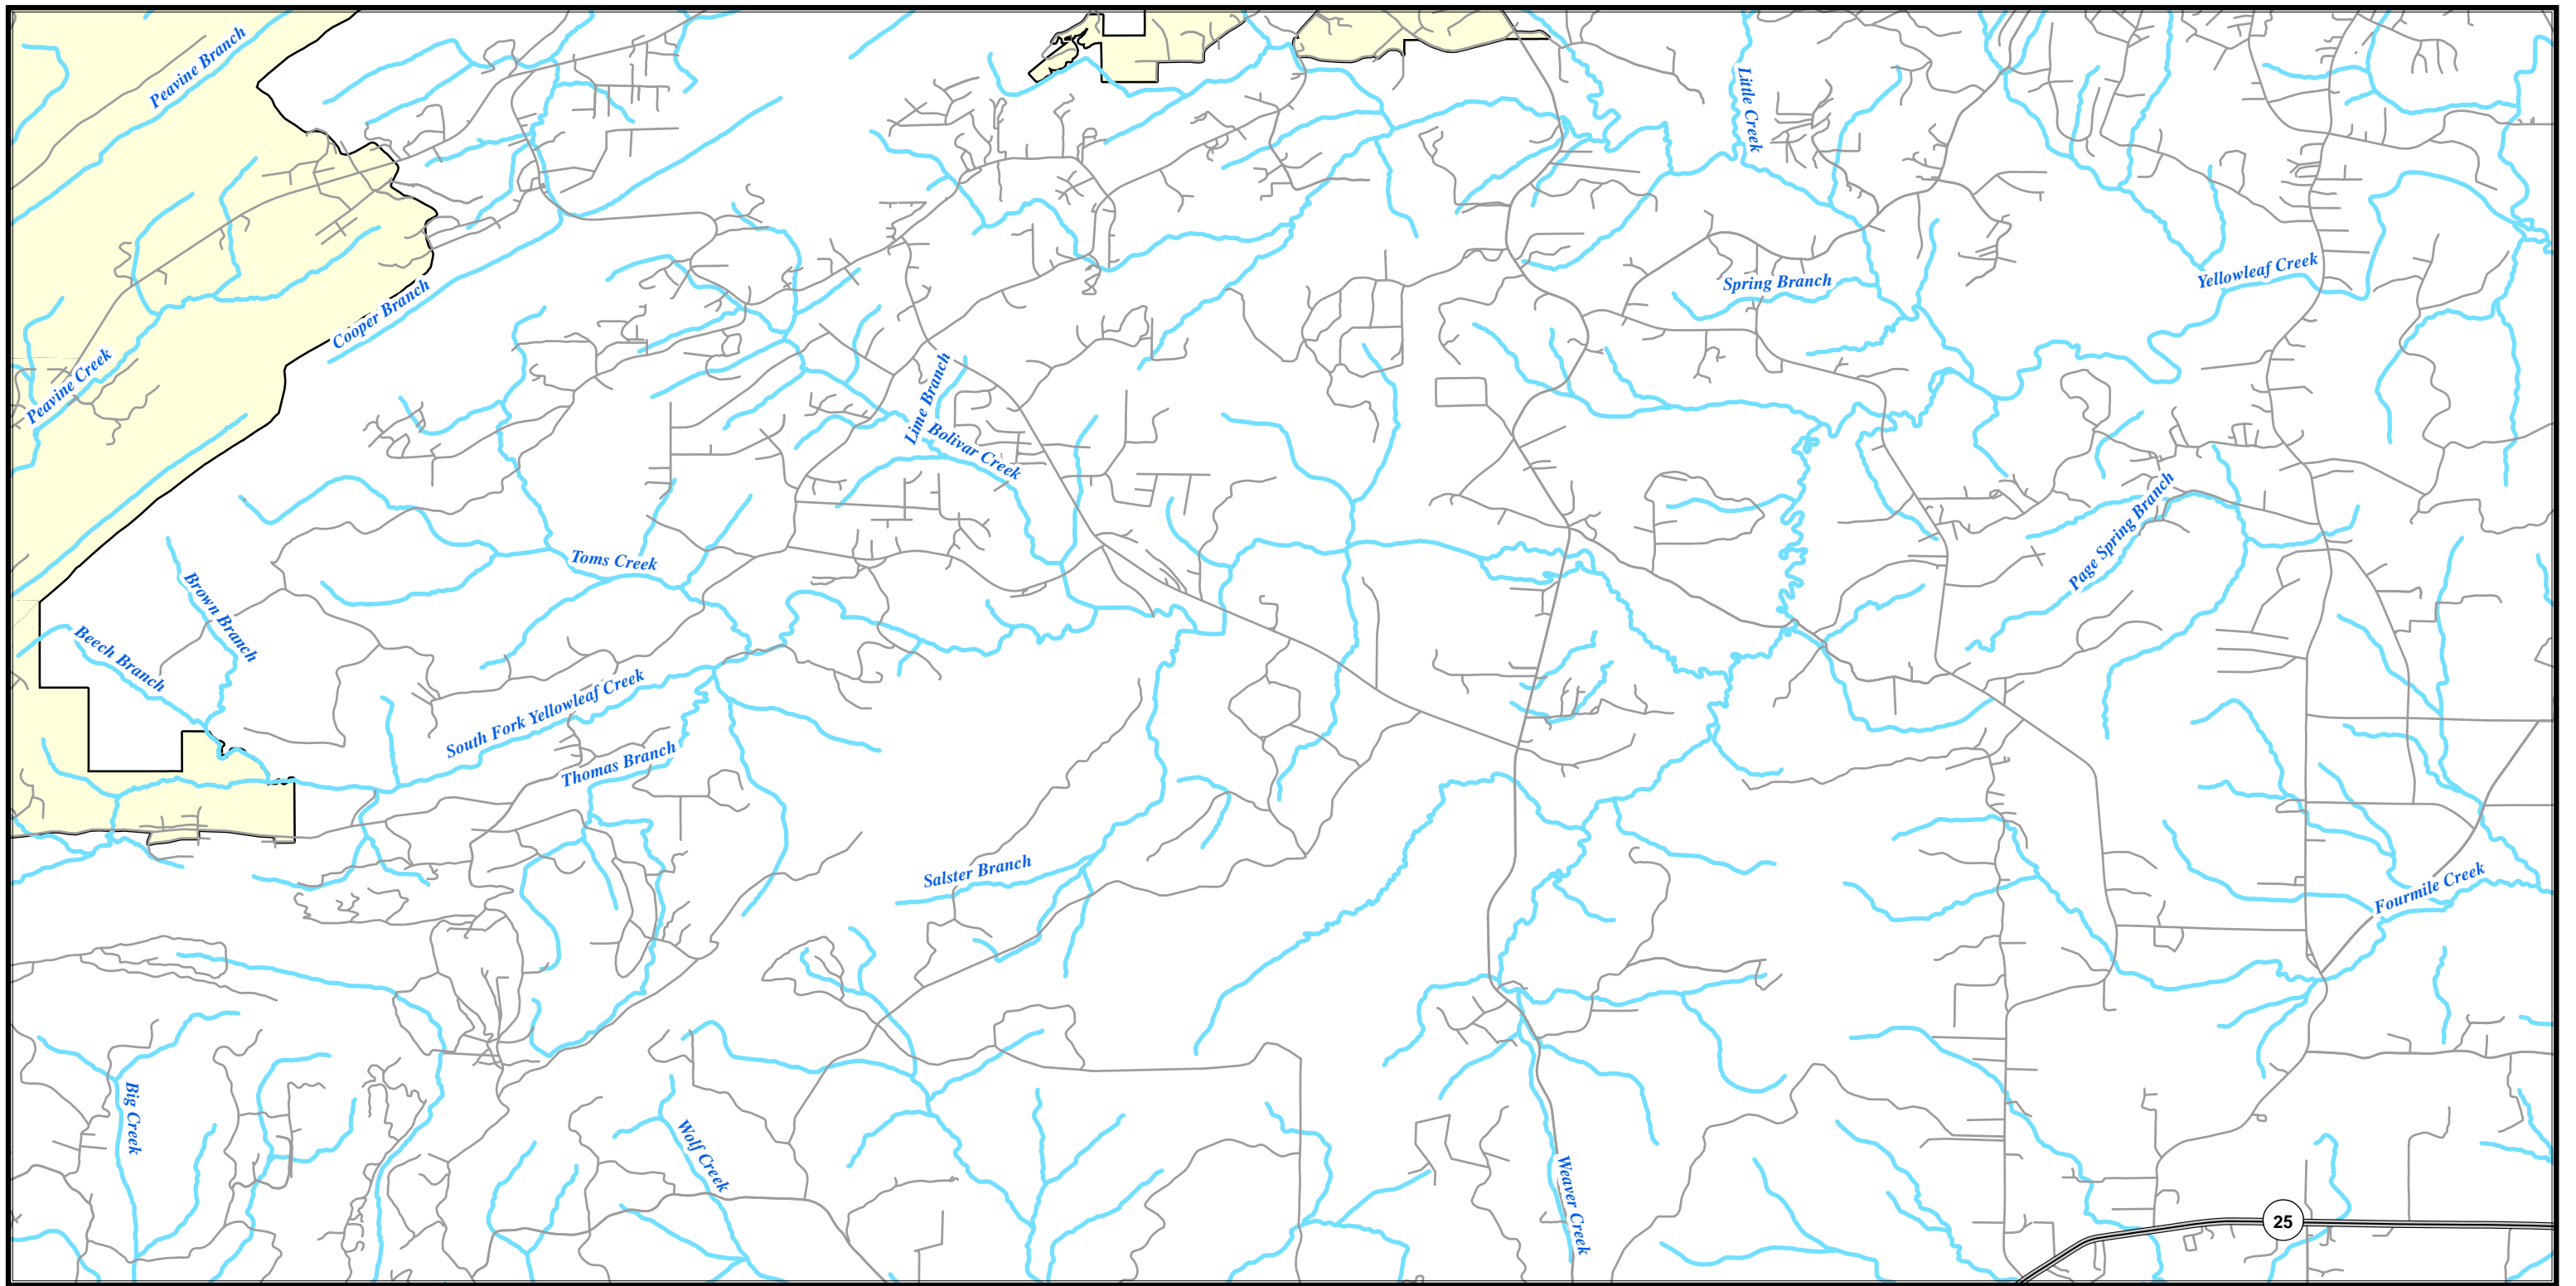 Peavine Branch
Little Creek
Spring Branch
Yellowleaf Creek
Cooper Branch
Peavine Creek
Lime Branch
Bolivar Creek
Page Spring Branch
Toms Creek
Brown Branch
Beech Branch
South Fork Yellowleaf Creek
Thomas Branch
Salster Branch
Fourmile Creek
Big Creek
Wolf Creek
Weaver Creek
25